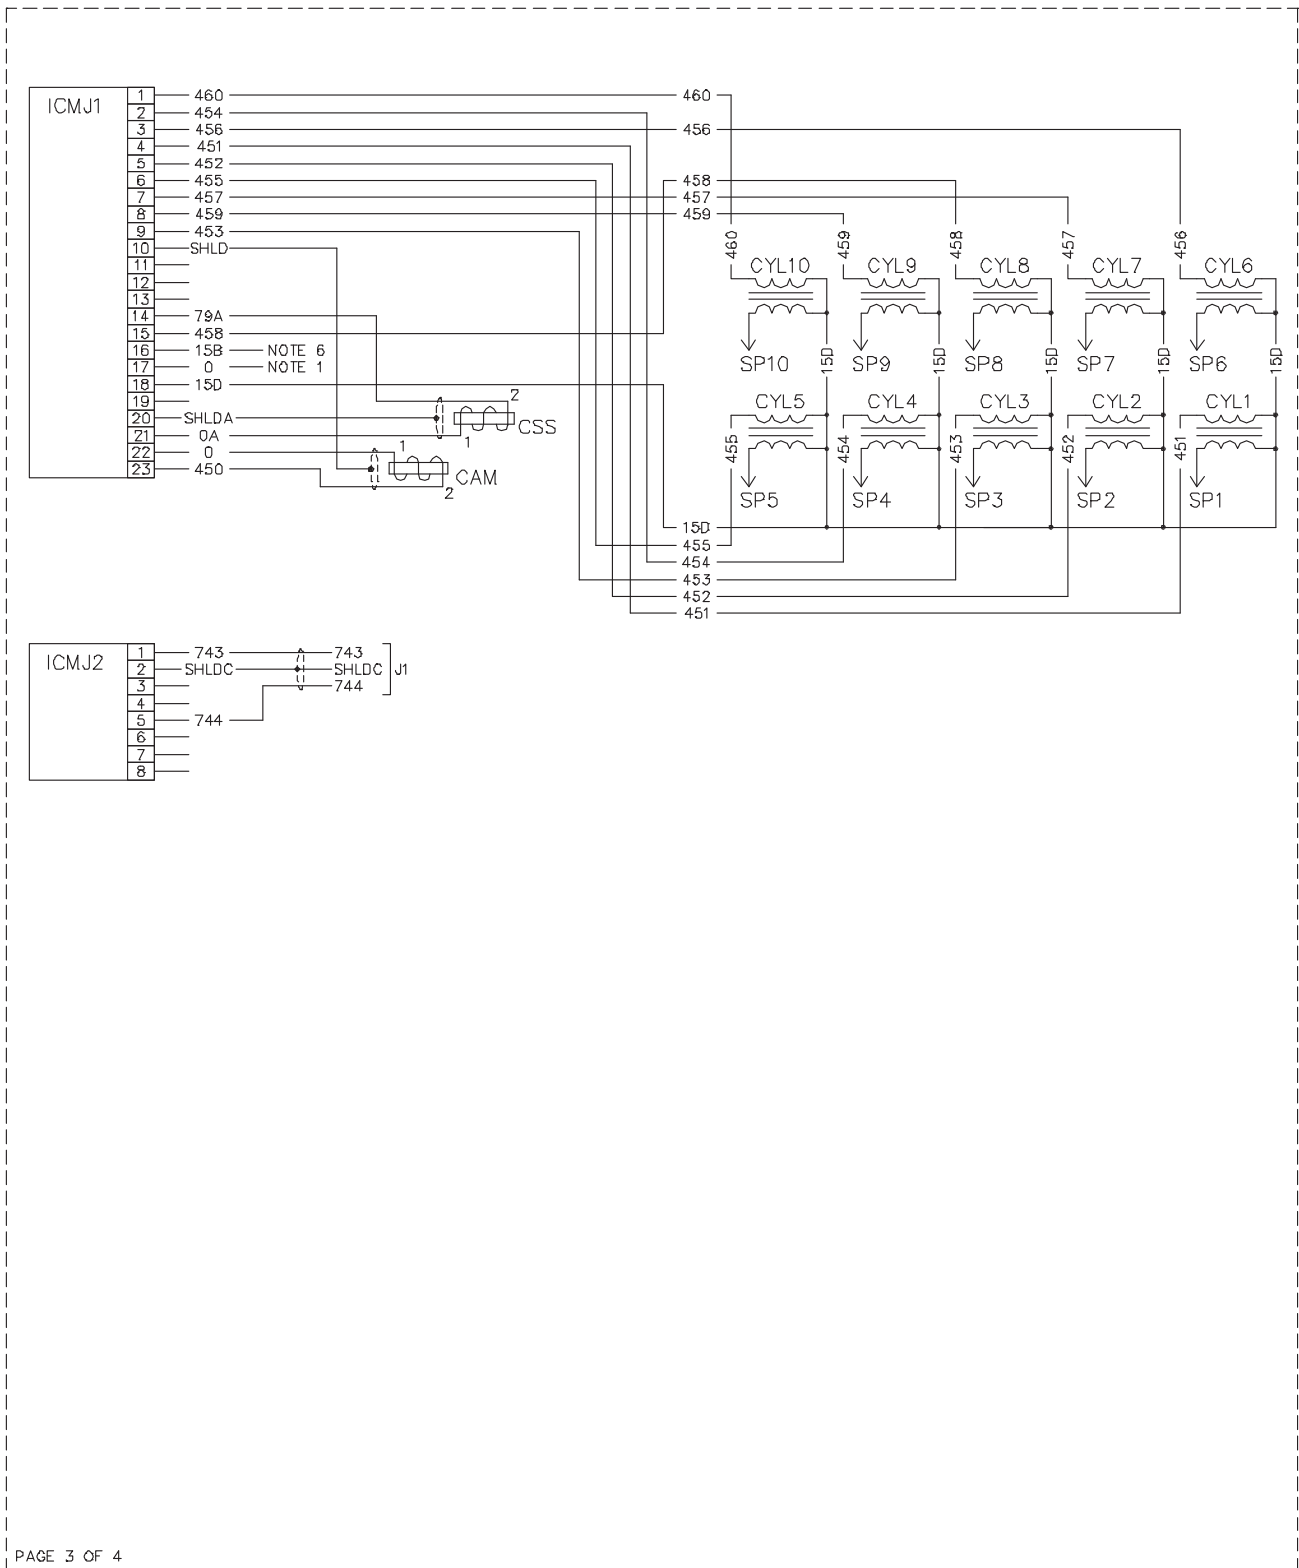 ICMJ1
1 460 460
2 454
3 456 456
4 451
5 452
6 455 458
7 457 457
8 459 459
9 453
10 SHLD
11
12
13
14 79A
15 458
16 15B NOTE 6
17 0 NOTE 1
18 15D
19
20 SHLDA
21 0A
22 0
23 450
2
1 CSS
1
2 CAM
460 459 458 457 456
CYL10 CYL9 CYL8 CYL7 CYL6
SP10 15D SP9 15D SP8 15D SP7 15D SP6 15D
CYL5 CYL4 CYL3 CYL2 CYL1
455 454 453 452 451
SP5 SP4 SP3 SP2 SP1
15D
455
454
453
452
451
ICMJ2
1 743 743
2 SHLDC SHLDC J1
3 744
4
5 744
6
7
8
PAGE 3 OF 4